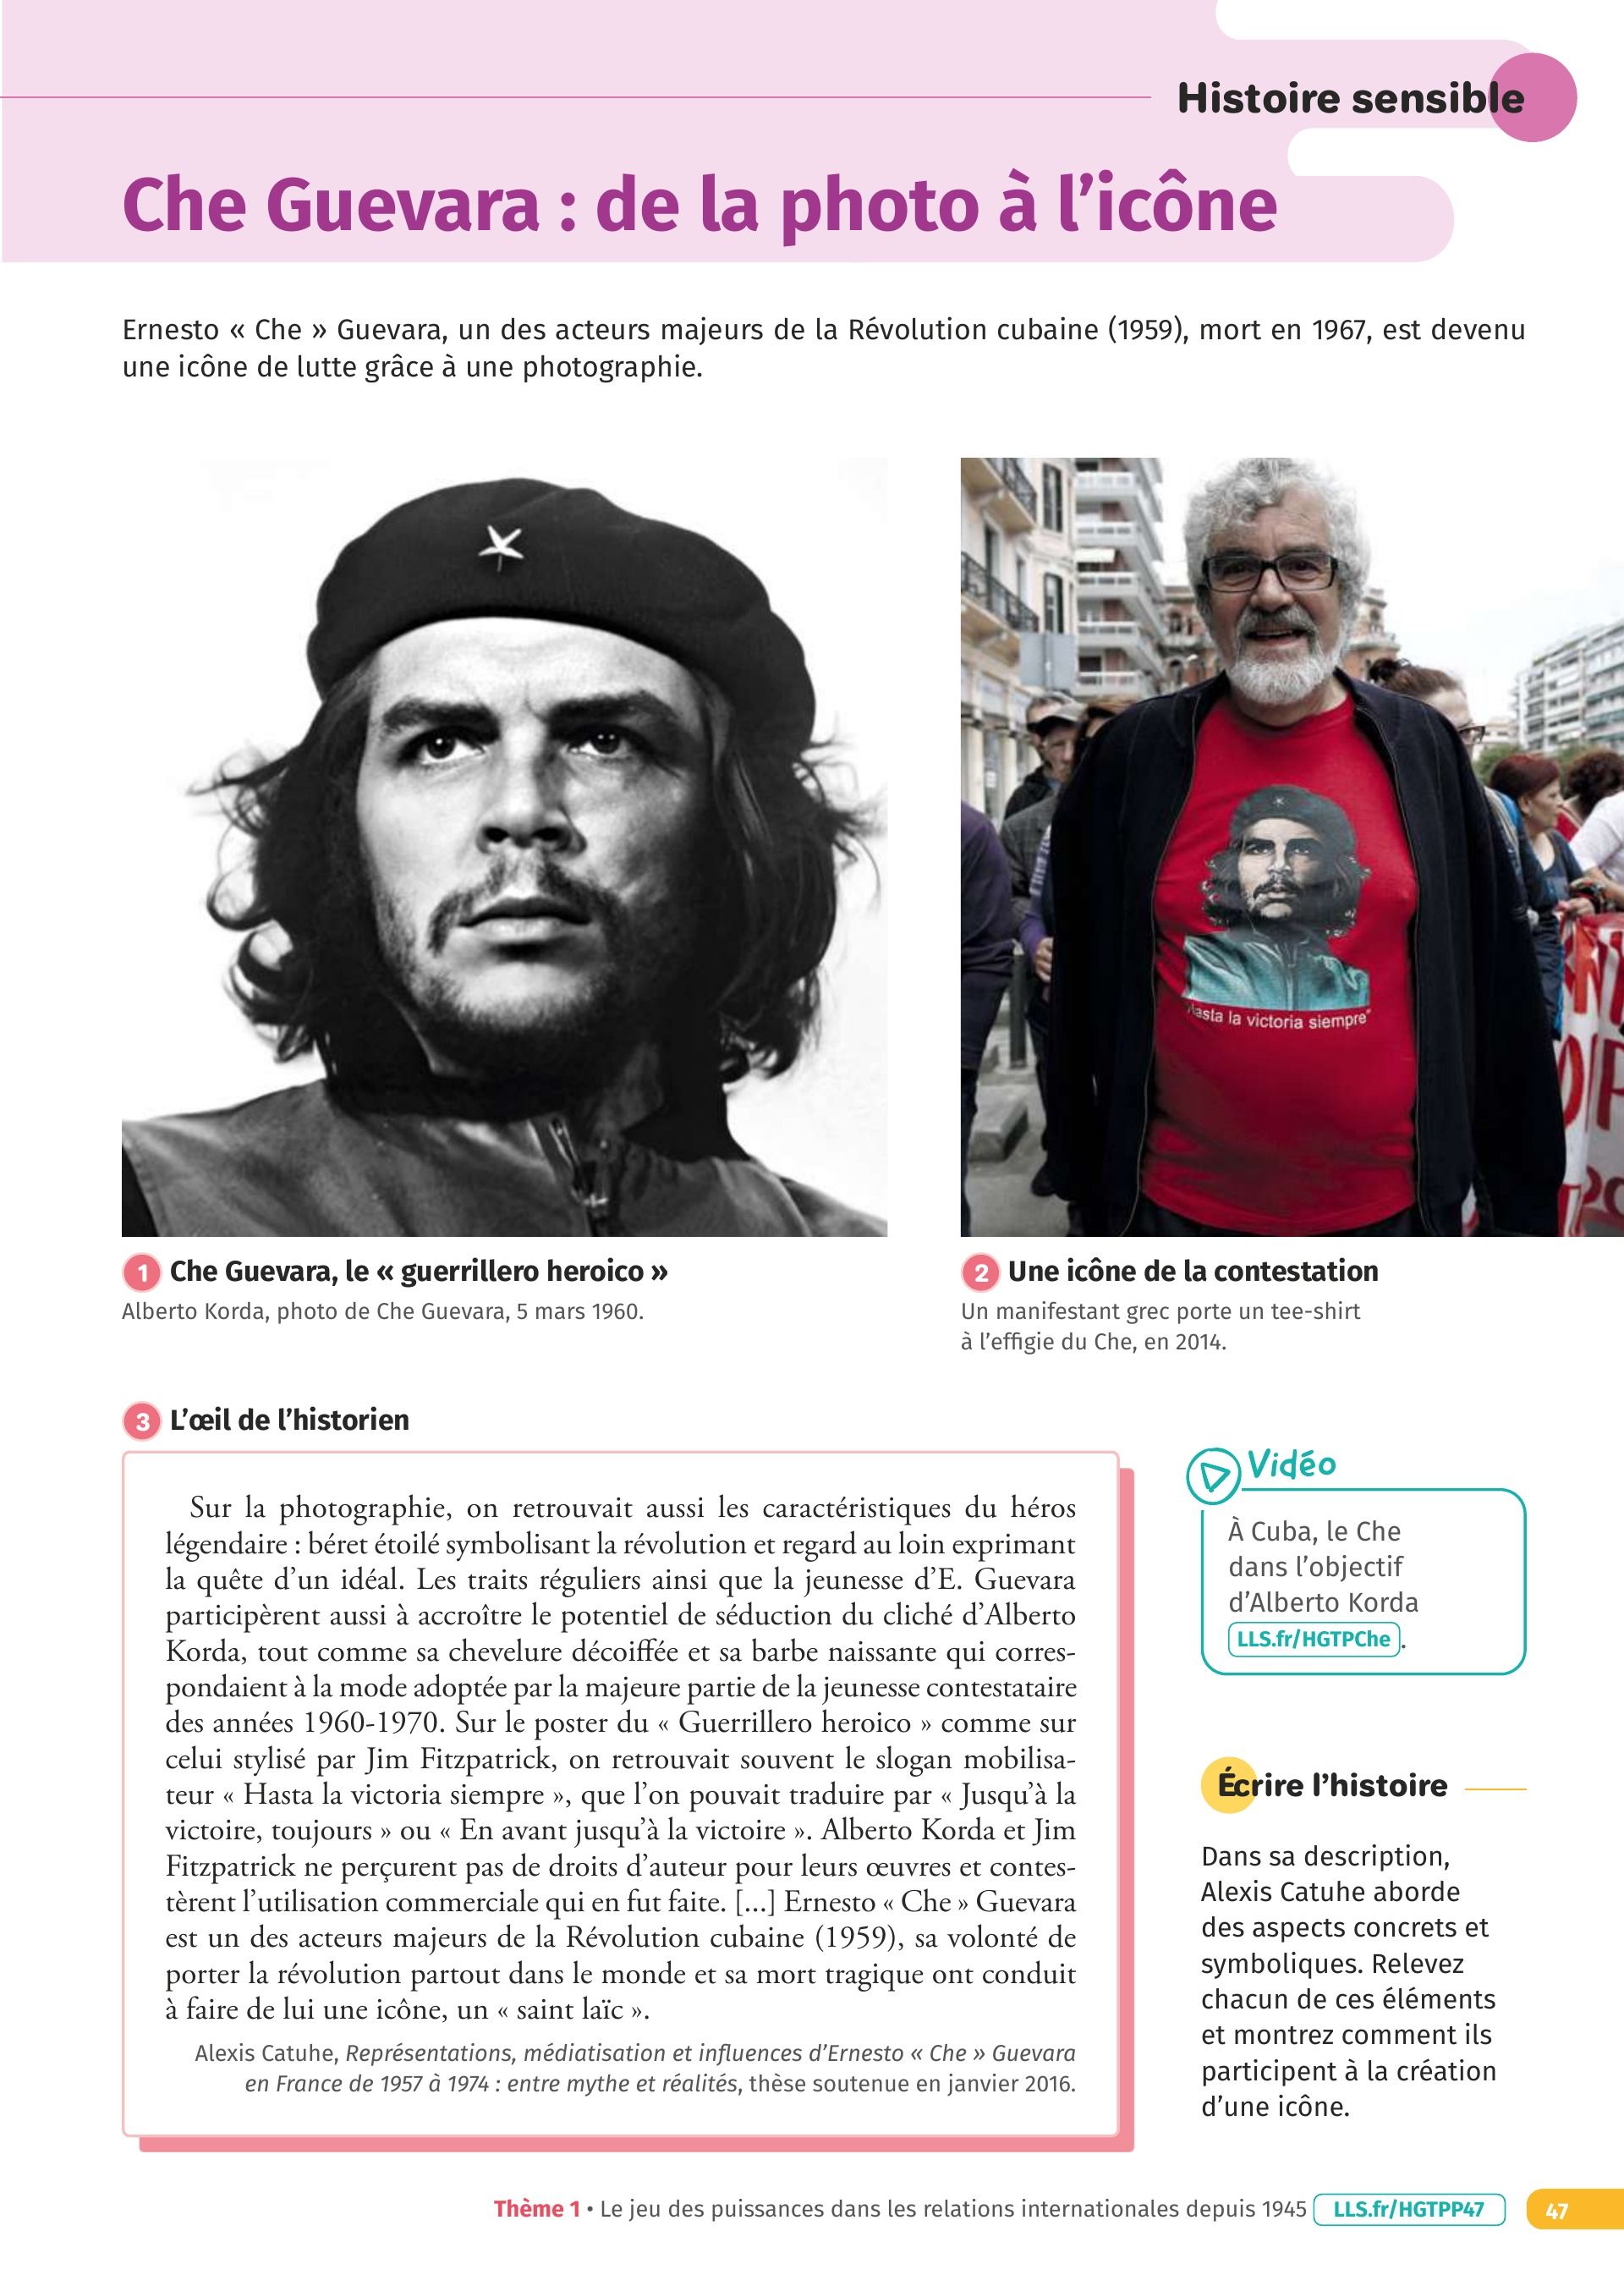 Histoire sensible
Che Guevara : de la photo à l’icône
Ernesto « Che » Guevara, un des acteurs majeurs de la Révolution cubaine (1959), mort en 1967, est devenu
une icône de lutte grâce à une photographie.
"Hasta la victoria siempre"
1 Che Guevara, le « guerrillero heroico »
Alberto Korda, photo de Che Guevara, 5 mars 1960.
2 Une icône de la contestation
Un manifestant grec porte un tee-shirt
à l’effigie du Che, en 2014.
3 L’œil de l’historien
Sur la photographie, on retrouvait aussi les caractéristiques du héros
légendaire : béret étoilé symbolisant la révolution et regard au loin exprimant
la quête d’un idéal. Les traits réguliers ainsi que la jeunesse d’E. Guevara
participèrent aussi à accroître le potentiel de séduction du cliché d’Alberto
Korda, tout comme sa chevelure décoiffée et sa barbe naissante qui corres-
pondaient à la mode adoptée par la majeure partie de la jeunesse contestataire
des années 1960-1970. Sur le poster du « Guerrillero heroico » comme sur
celui stylisé par Jim Fitzpatrick, on retrouvait souvent le slogan mobilisa-
teur « Hasta la victoria siempre », que l’on pouvait traduire par « Jusqu’à la
victoire, toujours » ou « En avant jusqu’à la victoire ». Alberto Korda et Jim
Fitzpatrick ne perçurent pas de droits d’auteur pour leurs œuvres et contes-
tèrent l’utilisation commerciale qui en fut faite. [...] Ernesto « Che » Guevara
est un des acteurs majeurs de la Révolution cubaine (1959), sa volonté de
porter la révolution partout dans le monde et sa mort tragique ont conduit
à faire de lui une icône, un « saint laïc ».
Alexis Catuhe, Représentations, médiatisation et influences d’Ernesto « Che » Guevara
en France de 1957 à 1974 : entre mythe et réalités, thèse soutenue en janvier 2016.
Vidéo
À Cuba, le Che
dans l’objectif
d’Alberto Korda
LLS.fr/HGTPChe .
Écrire l’histoire
Dans sa description,
Alexis Catuhe aborde
des aspects concrets et
symboliques. Relevez
chacun de ces éléments
et montrez comment ils
participent à la création
d’une icône.
Thème 1 • Le jeu des puissances dans les relations internationales depuis 1945 LLS.fr/HGTPP47 47